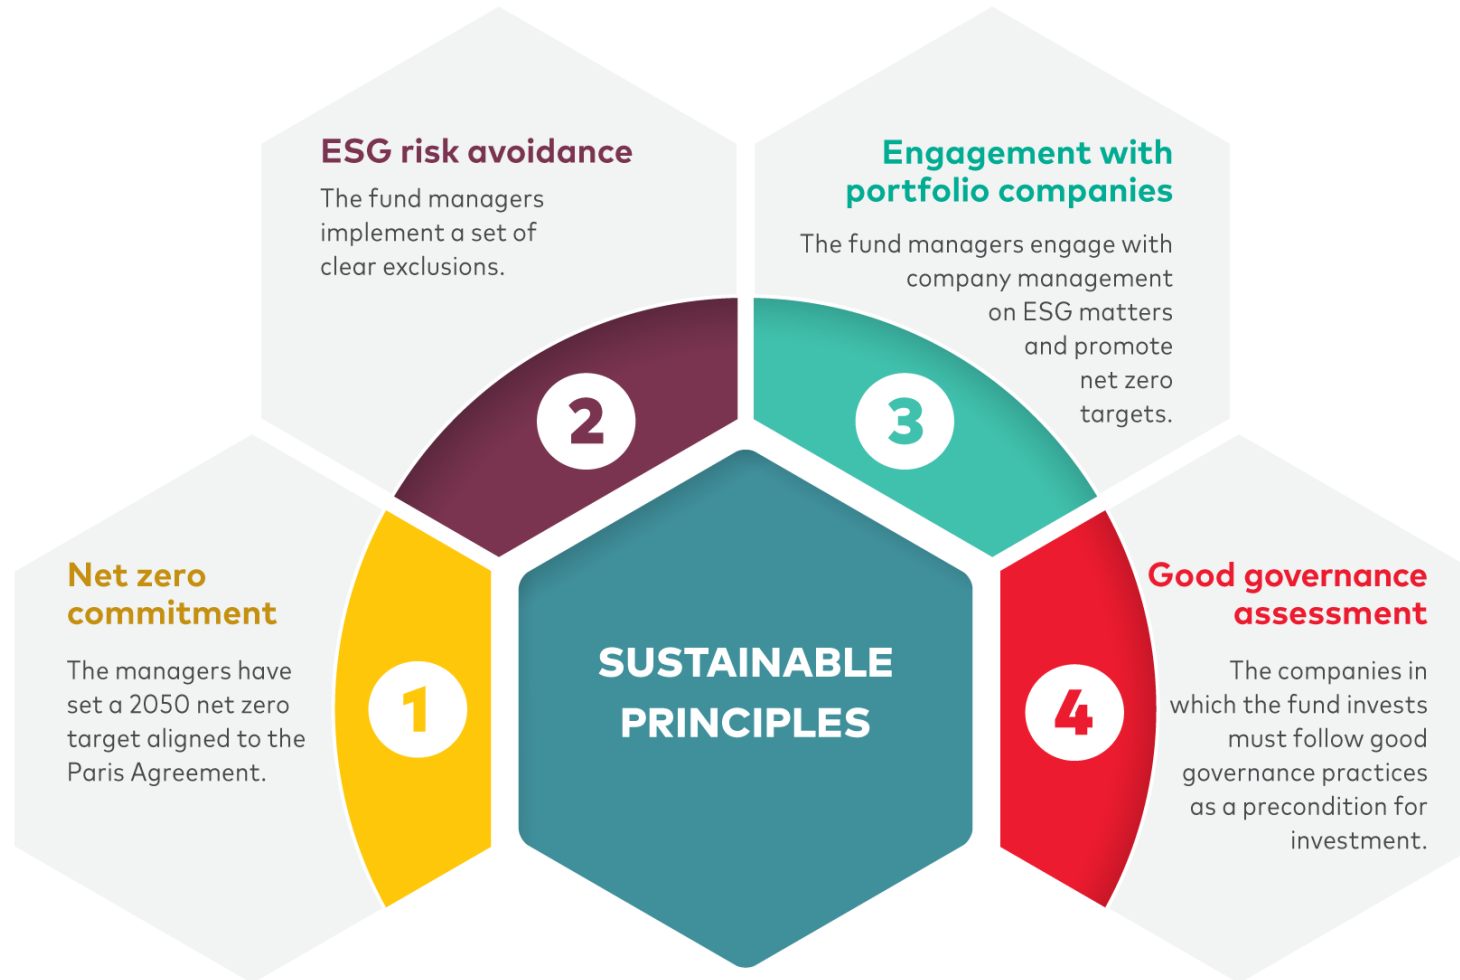 ESG risk avoidance
The fund managers
implement a set of
clear exclusions.
Engagement with
portfolio companies
The fund managers engage with
company management
on ESG matters
and promote
net zero
targets.
2
3
Net zero
commitment
The managers have
set a 2050 net zero
target aligned to the
Paris Agreement.
1
SUSTAINABLE
PRINCIPLES
4
Good governance
assessment
The companies in
which the fund invests
must follow good
governance practices
as a precondition for
investment.